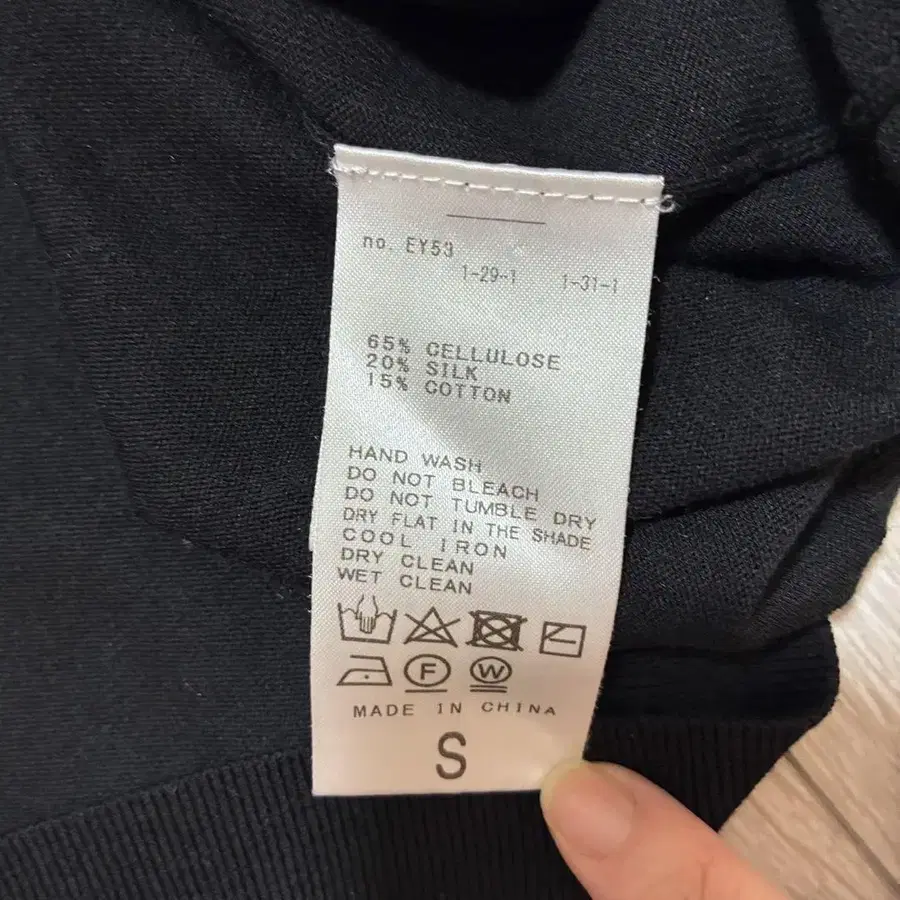 no. EY53
1-29-1 1-31-1
65% CELLULOSE
20% SILK
15% COTTON
HAND WASH
DO NOT BLEACH
DO NOT TUMBLE DRY
DRY FLAT IN THE SHADE
COOL IRON
DRY CLEAN
WET CLEAN
F W
MADE IN CHINA
S